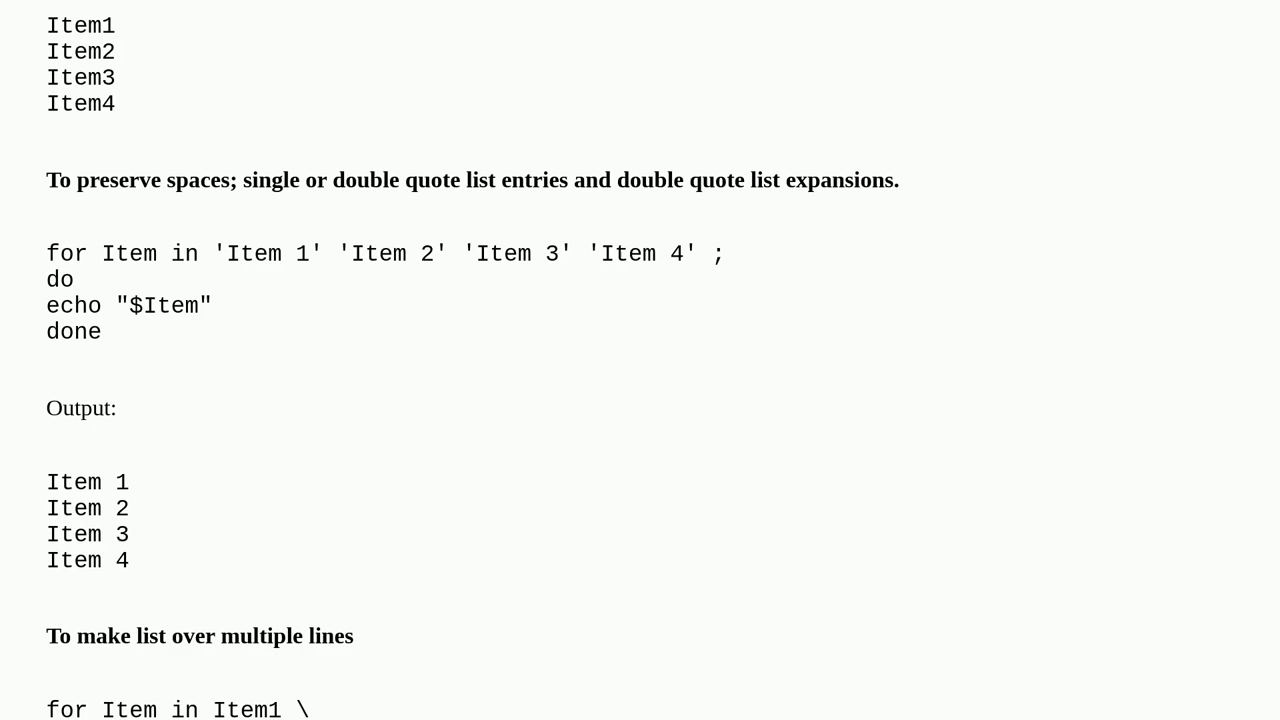 Item1
Item2
Item3
Item4
To preserve spaces; single or double quote list entries and double quote list expansions.
for Item in 'Item 1' 'Item 2' 'Item 3' 'Item 4' ;
do
echo "$Item"
done
Output:
Item 1
Item 2
Item 3
Item 4
To make list over multiple lines
for Item in Item1 \